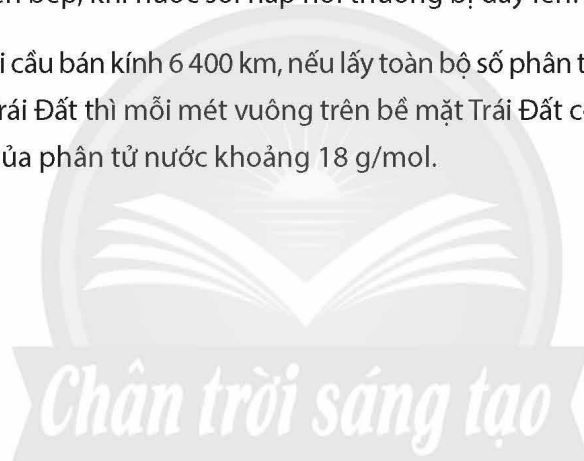 i cầu bán kính 6 400 km, nếu lấy toàn bộ số phân t
rái Đất thì mỗi mét vuông trên bề mặt Trái Đất c
ủa phân tử nước khoảng 18 g/mol.
Chân trời sáng tạo